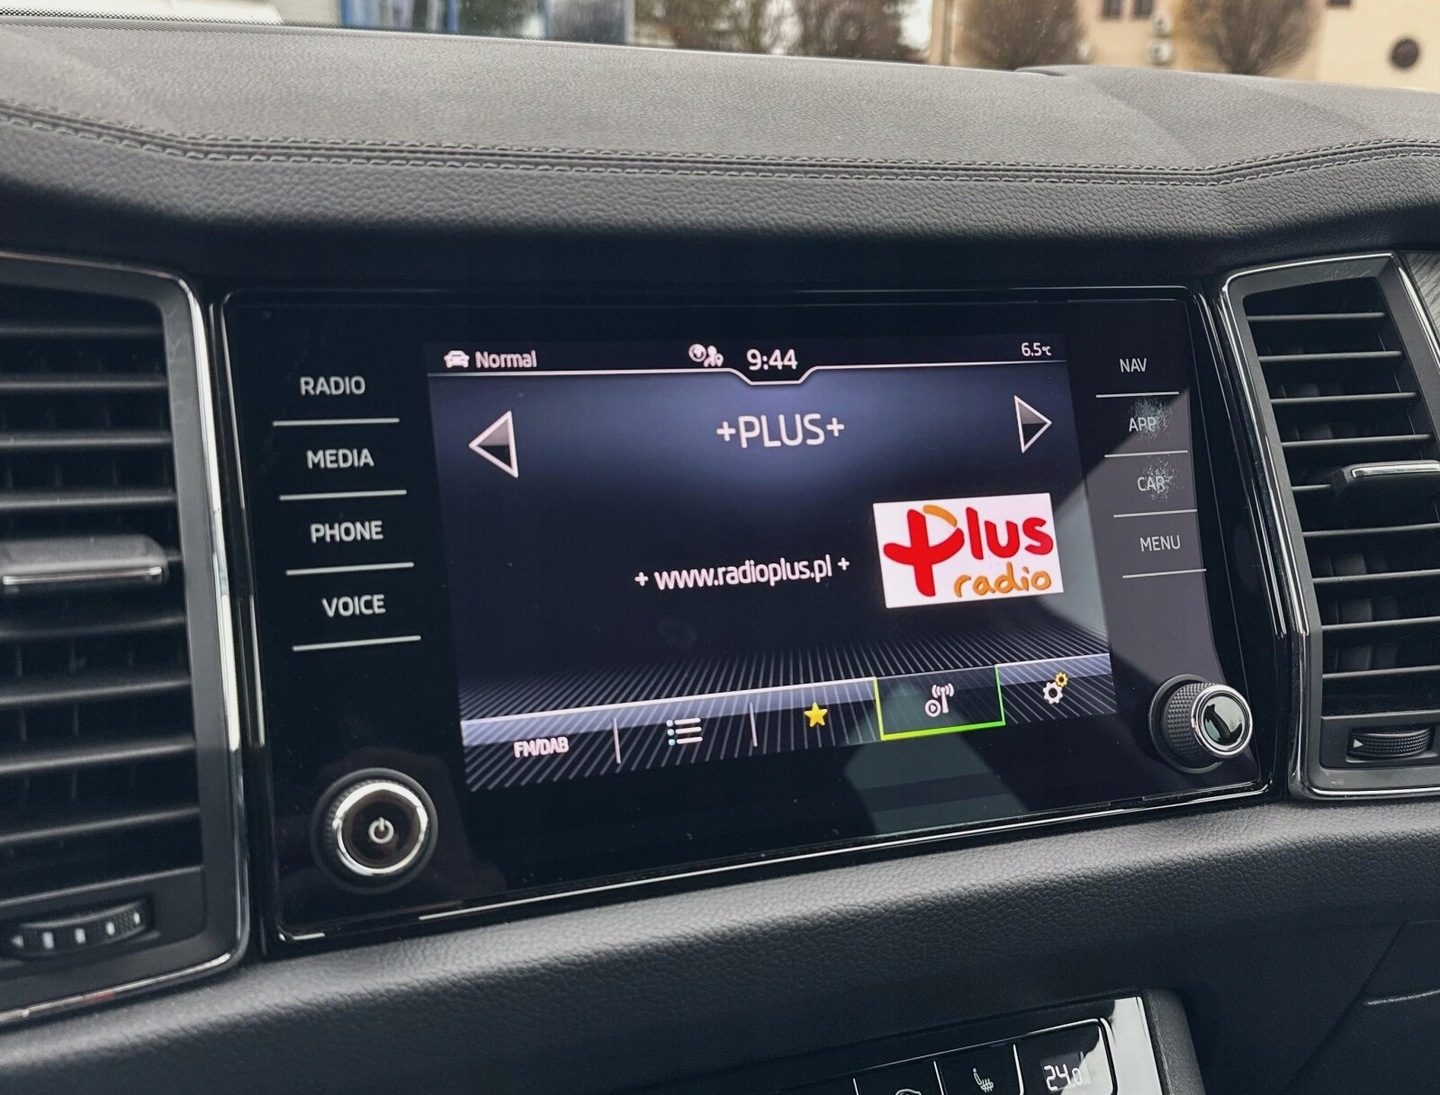 Normal 9:44 6.5°C
RADIO
MEDIA
PHONE
VOICE
+PLUS+
+ www.radioplus.pl +
Plus
radio
FM/DAB
NAV
APP
CAR
MENU
24.0